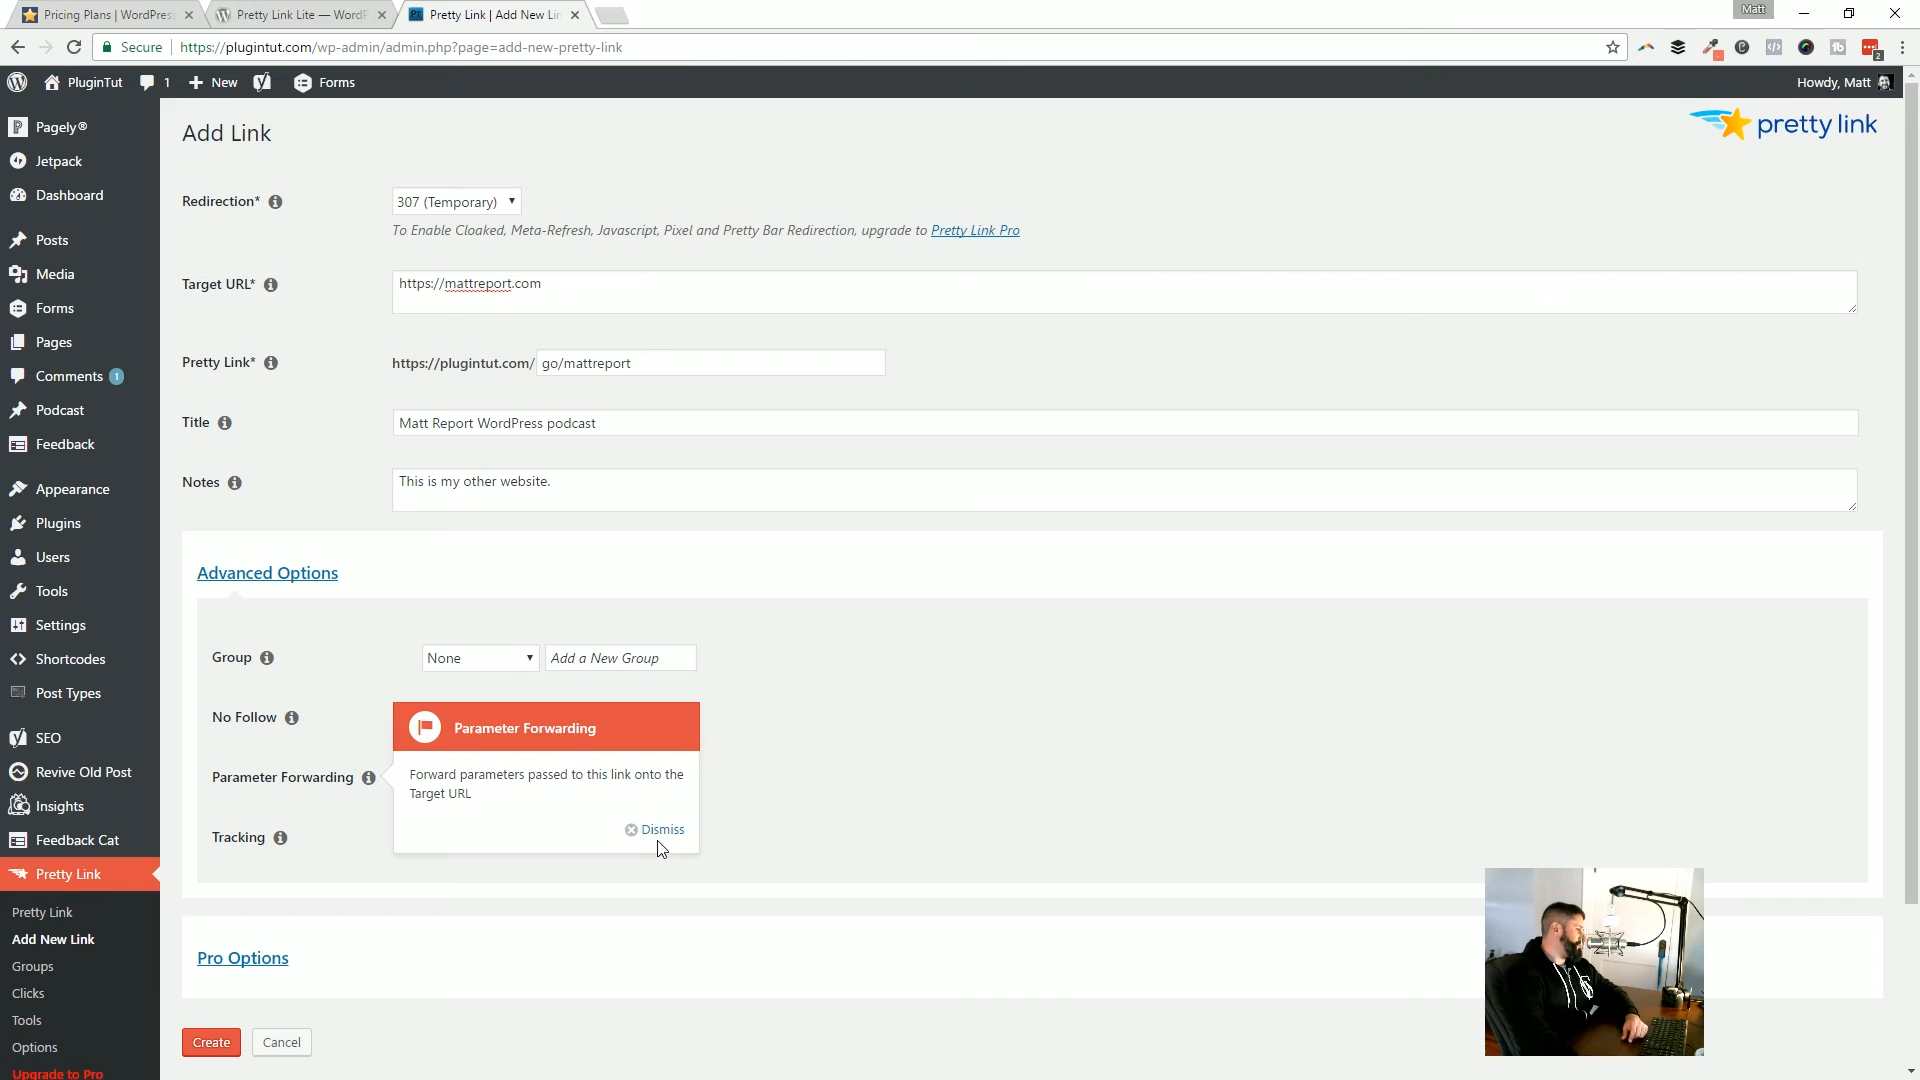 Pricing Plans | WordPress
Pretty Link Lite — WordP
Pretty Link | Add New Lin
Matt
Secure
https://plugintut.com/wp-admin/admin.php?page=add-new-pretty-link
2
PluginTut
1
New
Forms
Howdy, Matt
Pagely®
Jetpack
Dashboard
Posts
Media
Forms
Pages
Comments 1
Podcast
Feedback
Appearance
Plugins
Users
Tools
Settings
Shortcodes
Post Types
SEO
Revive Old Post
Insights
Feedback Cat
Pretty Link
Pretty Link
Add New Link
Groups
Clicks
Tools
Options
Upgrade to Pro
Add Link
pretty link
Redirection*
307 (Temporary)
To Enable Cloaked, Meta-Refresh, Javascript, Pixel and Pretty Bar Redirection, upgrade to Pretty Link Pro
Target URL*
https://mattreport.com
Pretty Link*
https://plugintut.com/ go/mattreport
Title
Matt Report WordPress podcast
Notes
This is my other website.
Advanced Options
Group
None
Add a New Group
No Follow
Parameter Forwarding
Parameter Forwarding
Forward parameters passed to this link onto the
Target URL
Dismiss
Tracking
Pro Options
Create
Cancel